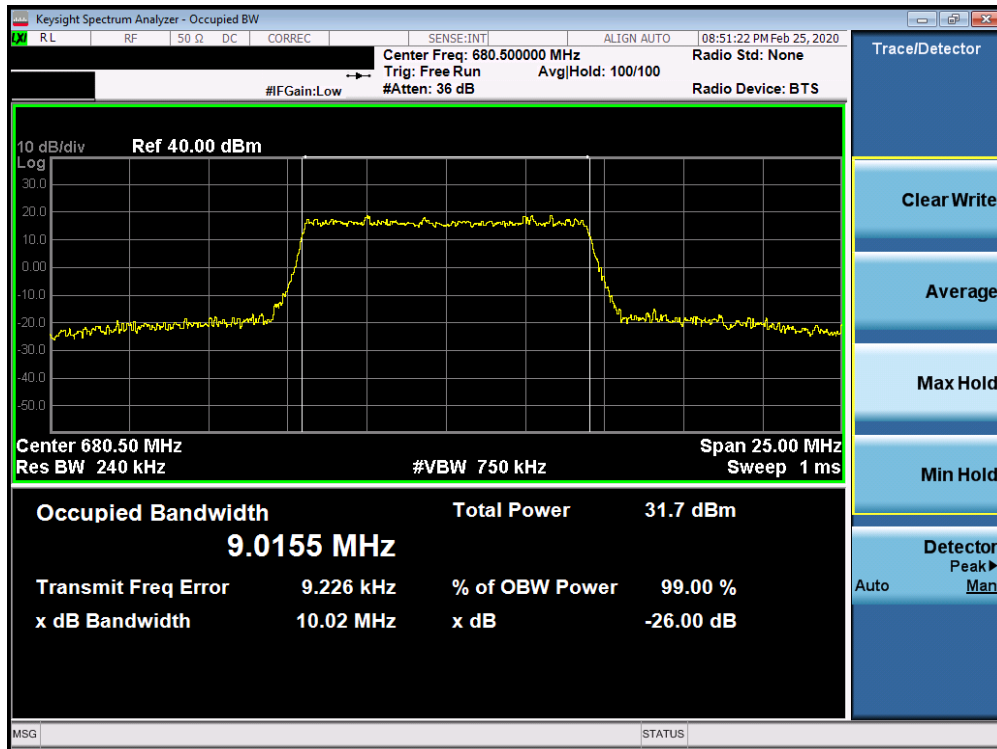 Keysight Spectrum Analyzer - Occupied BW
LXI RL RF 50 Ω DC CORREC SENSE:INT ALIGN AUTO 08:51:22 PM Feb 25, 2020
Center Freq: 680.500000 MHz Radio Std: None
Trig: Free Run Avg|Hold: 100/100
#IFGain:Low #Atten: 36 dB Radio Device: BTS
10 dB/div Ref 40.00 dBm
Log
30.0
20.0
10.0
0.00
-10.0
-20.0
-30.0
-40.0
-50.0
Center 680.50 MHz Span 25.00 MHz
Res BW 240 kHz #VBW 750 kHz Sweep 1 ms
Occupied Bandwidth Total Power 31.7 dBm
9.0155 MHz
Transmit Freq Error 9.226 kHz % of OBW Power 99.00 %
x dB Bandwidth 10.02 MHz x dB -26.00 dB
MSG STATUS
Trace/Detector
Clear Write
Average
Max Hold
Min Hold
Detector
Peak▶
Auto Man